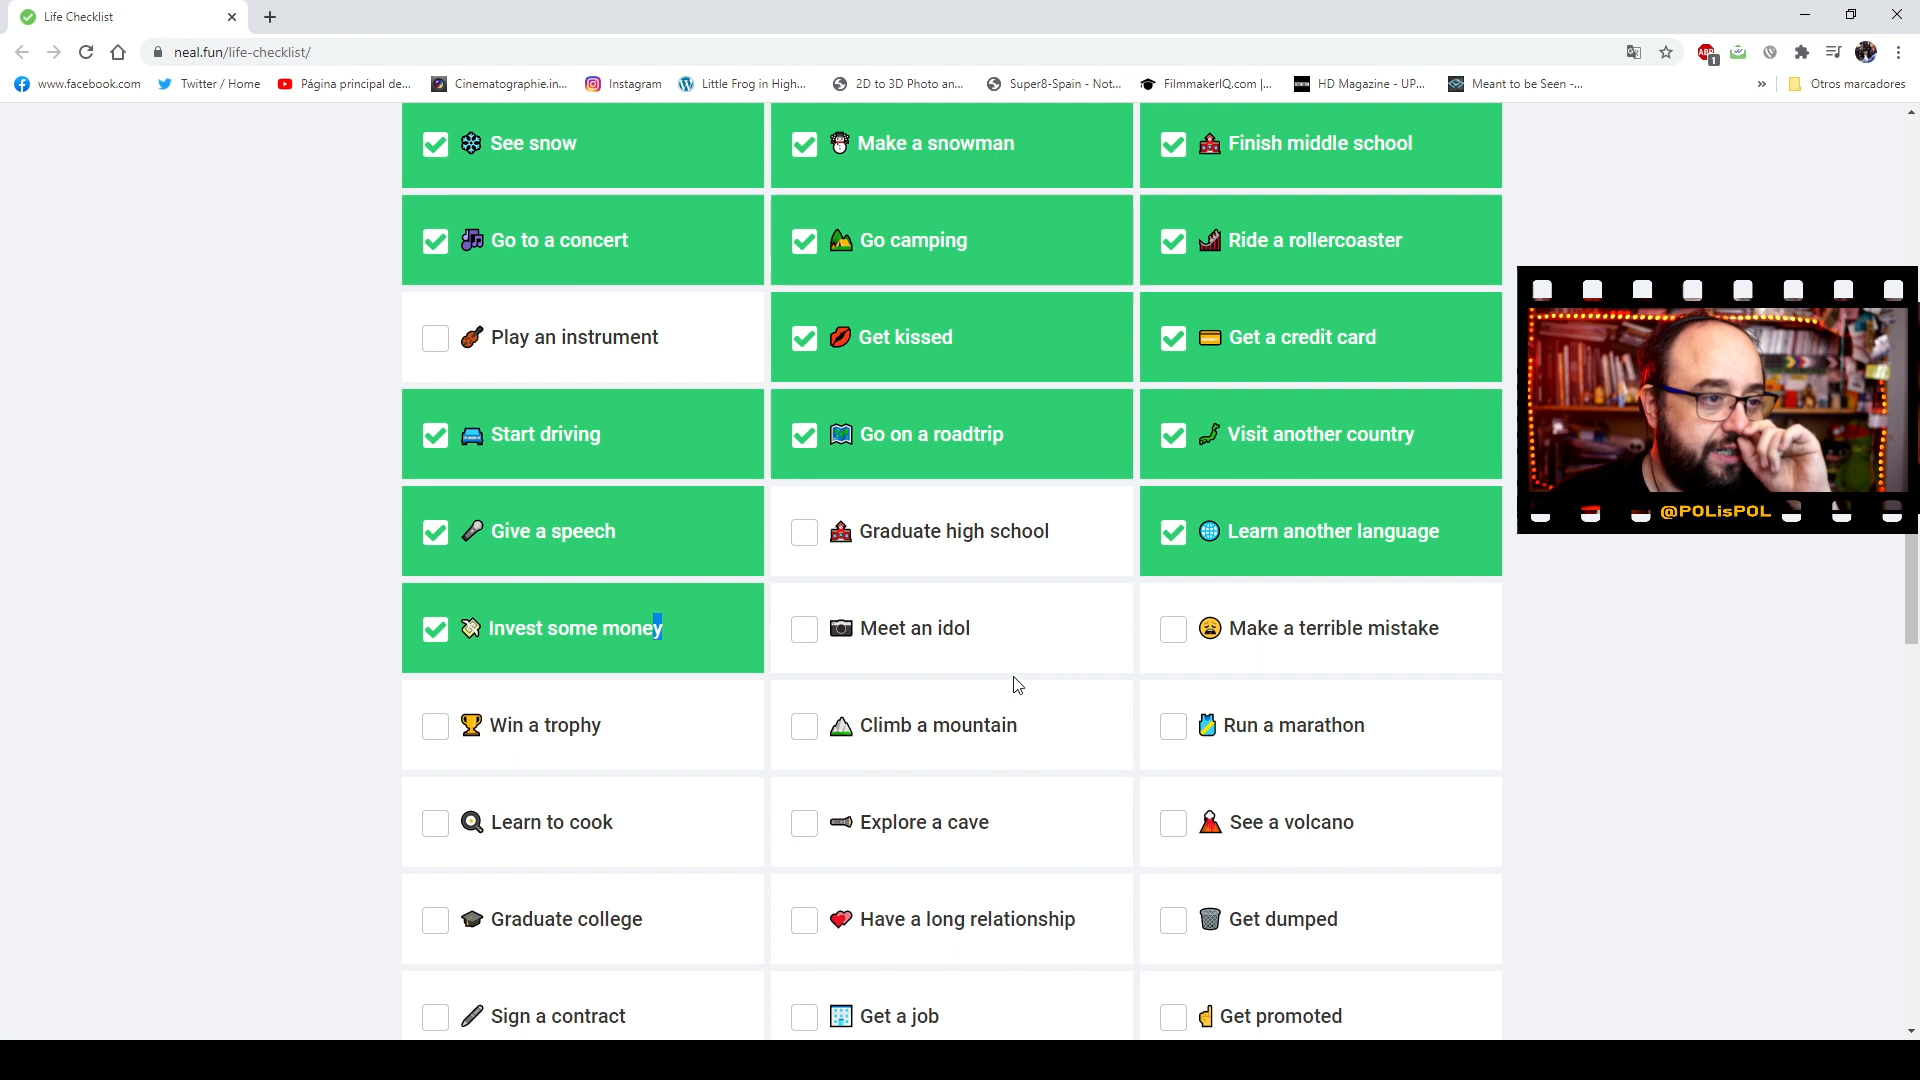 Life Checklist
neal.fun/life-checklist/
ABP
1
www.facebook.com
Twitter / Home
Página principal de...
Cinematographie.in...
Instagram
Little Frog in High...
2D to 3D Photo an...
Super8-Spain - Not...
FilmmakerIQ.com |...
HD Magazine - UP...
Meant to be Seen -...
»
Otros marcadores
See snow
Make a snowman
Finish middle school
Go to a concert
Go camping
Ride a rollercoaster
Play an instrument
Get kissed
Get a credit card
Start driving
Go on a roadtrip
Visit another country
Give a speech
Graduate high school
Learn another language
@POLisPOL
Invest some money
Meet an idol
Make a terrible mistake
Win a trophy
Climb a mountain
Run a marathon
Learn to cook
Explore a cave
See a volcano
Graduate college
Have a long relationship
Get dumped
Sign a contract
Get a job
Get promoted